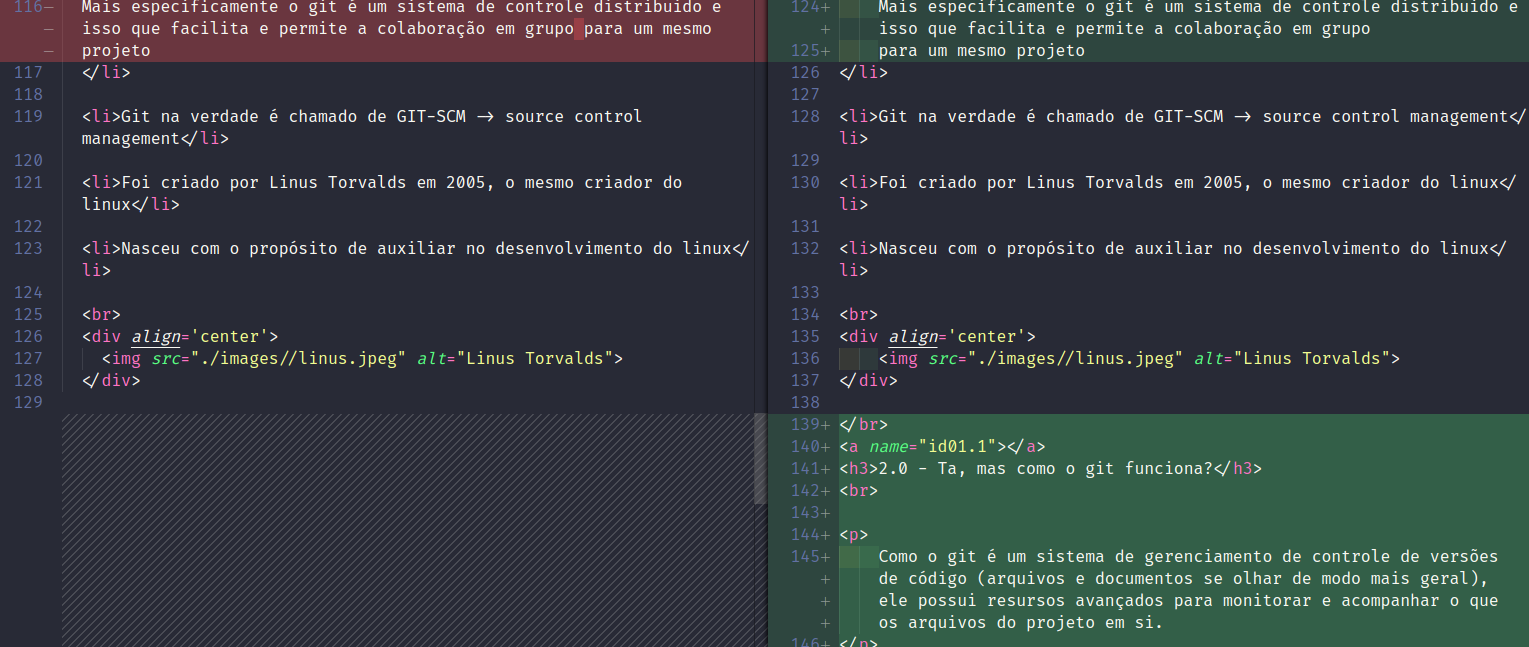 116— Mais especificamente o git é um sistema de controle distribuido e
— isso que facilita e permite a colaboração em grupo para um mesmo
— projeto
117 </li>
118
119 <li>Git na verdade é chamado de GIT-SCM -> source control
management</li>
120
121 <li>Foi criado por Linus Torvalds em 2005, o mesmo criador do
linux</li>
122
123 <li>Nasceu com o propósito de auxiliar no desenvolvimento do linux</
li>
124
125 <br>
126 <div align='center'>
127 <img src="./images//linus.jpeg" alt="Linus Torvalds">
128 </div>
129
124+ Mais especificamente o git é um sistema de controle distribuido e
+ isso que facilita e permite a colaboração em grupo
125+ para um mesmo projeto
126 </li>
127
128 <li>Git na verdade é chamado de GIT-SCM -> source control management</
li>
129
130 <li>Foi criado por Linus Torvalds em 2005, o mesmo criador do linux</
li>
131
132 <li>Nasceu com o propósito de auxiliar no desenvolvimento do linux</
li>
133
134 <br>
135 <div align='center'>
136 <img src="./images//linus.jpeg" alt="Linus Torvalds">
137 </div>
138
139+ </br>
140+ <a name="id01.1"></a>
141+ <h3>2.0 - Ta, mas como o git funciona?</h3>
142+ <br>
143+
144+ <p>
145+ Como o git é um sistema de gerenciamento de controle de versões
+ de código (arquivos e documentos se olhar de modo mais geral),
+ ele possui resursos avançados para monitorar e acompanhar o que
+ os arquivos do projeto em si.
146+ </p>